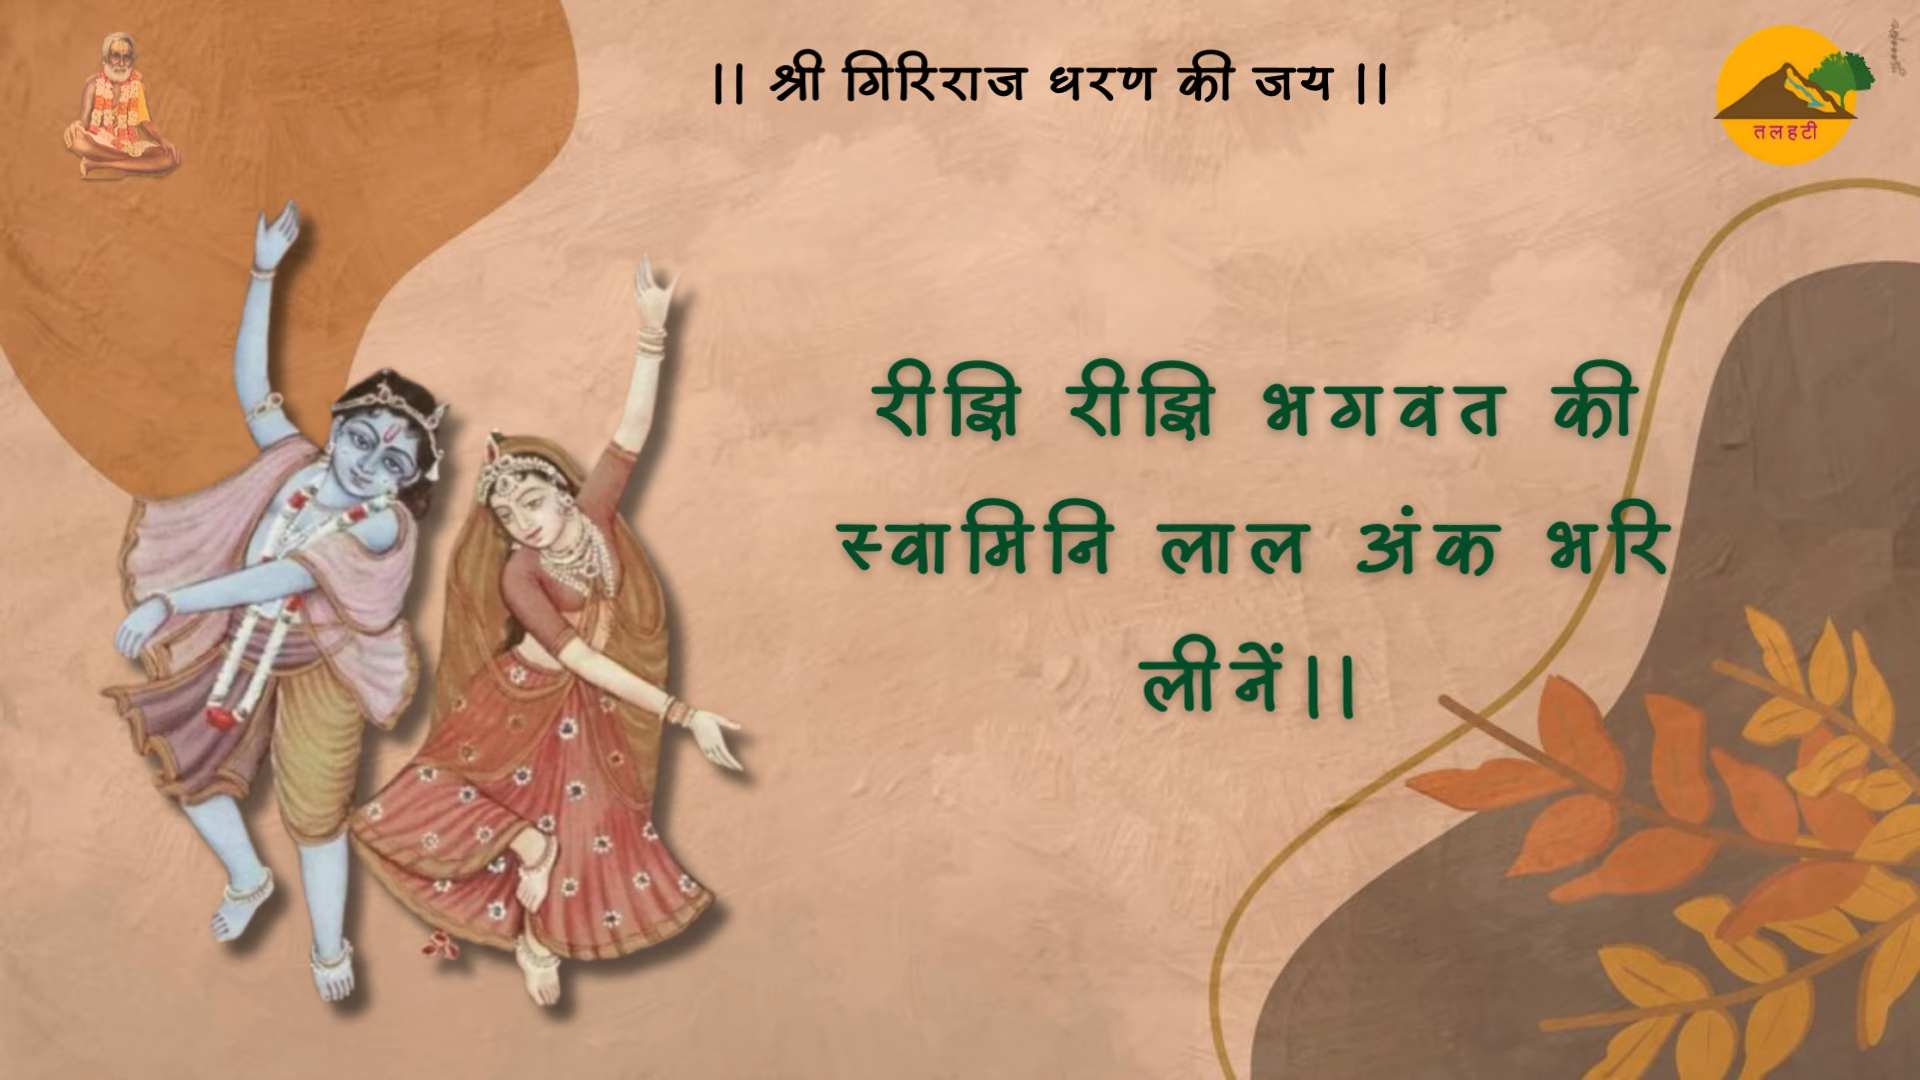 || श्री गिरिराज धरण की जय ||
तलहटी
रीझि रीझि भगवत की
स्वामिनि लाल अंक भरि
लीनें||